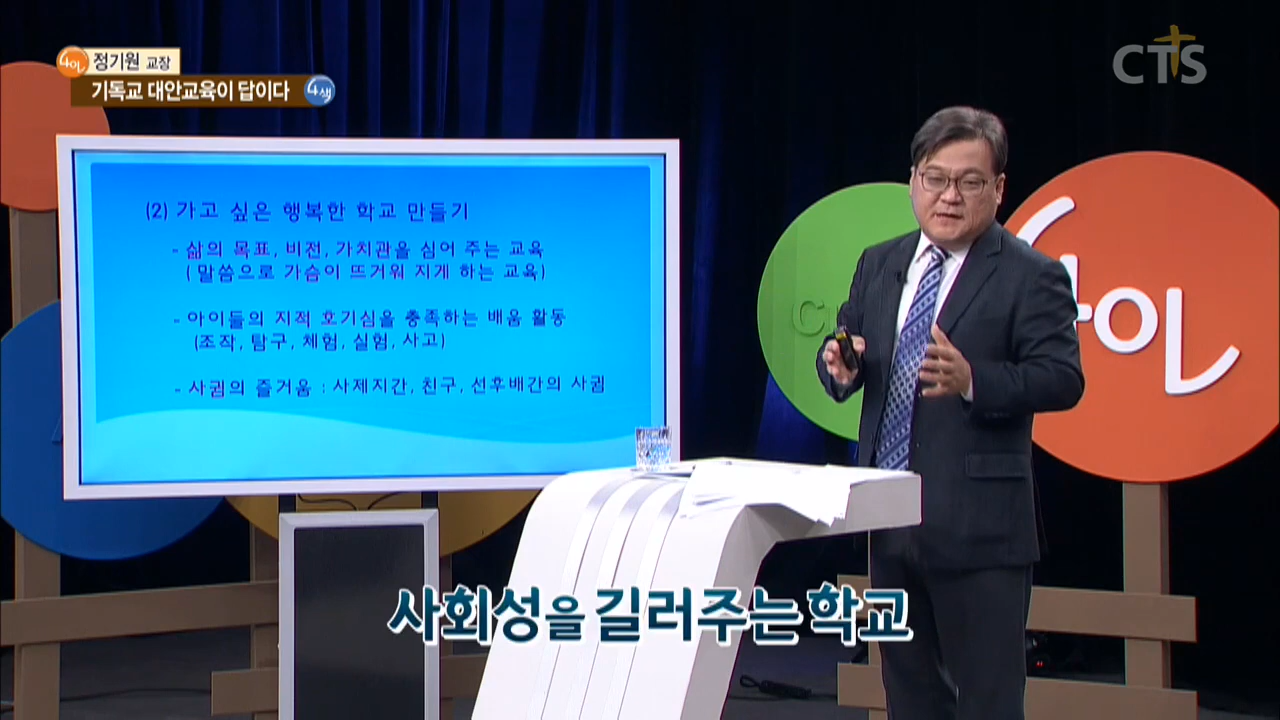 4인
정기원 교장
CTS
기독교 대안교육이 답이다 4색
(2) 가고 싶은 행복한 학교 만들기
- 삶의 목표, 비전, 가치관을 심어 주는 교육
( 말씀으로 가슴이 뜨거워 지게 하는 교육)
- 아이들의 지적 호기심을 충족하는 배움 활동
(조작, 탐구, 체험, 실험, 사고)
- 사귐의 즐거움 : 사제지간, 친구, 선후배간의 사귐
사회성을 길러주는 학교